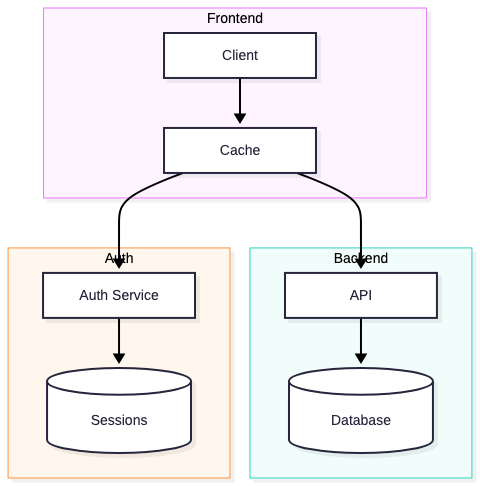 Frontend
Client
Cache
Auth
Backend
Auth Service
API
Sessions
Database